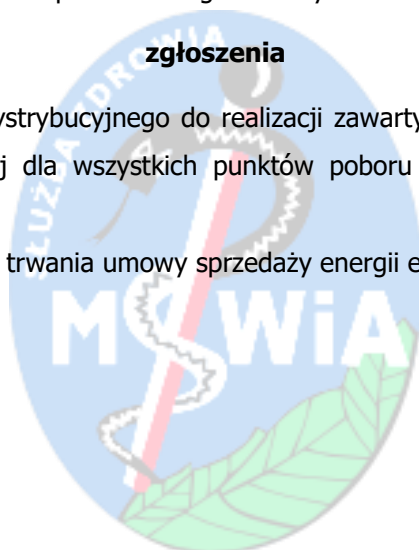 zgłoszenia
ystrybucyjnego do realizacji zawarty
j dla wszystkich punktów poboru
trwania umowy sprzedaży energii e
SŁUŻBA ZDROWIA
MSWiA